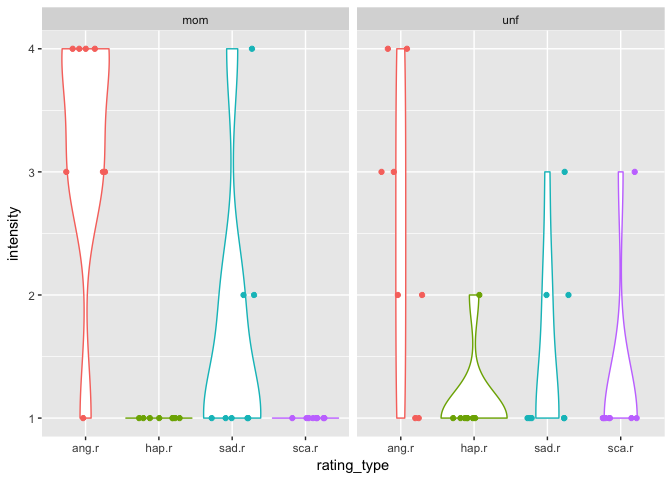 mom unf
4
3
2
1
intensity
ang.r hap.r sad.r sca.r ang.r hap.r sad.r sca.r
rating_type